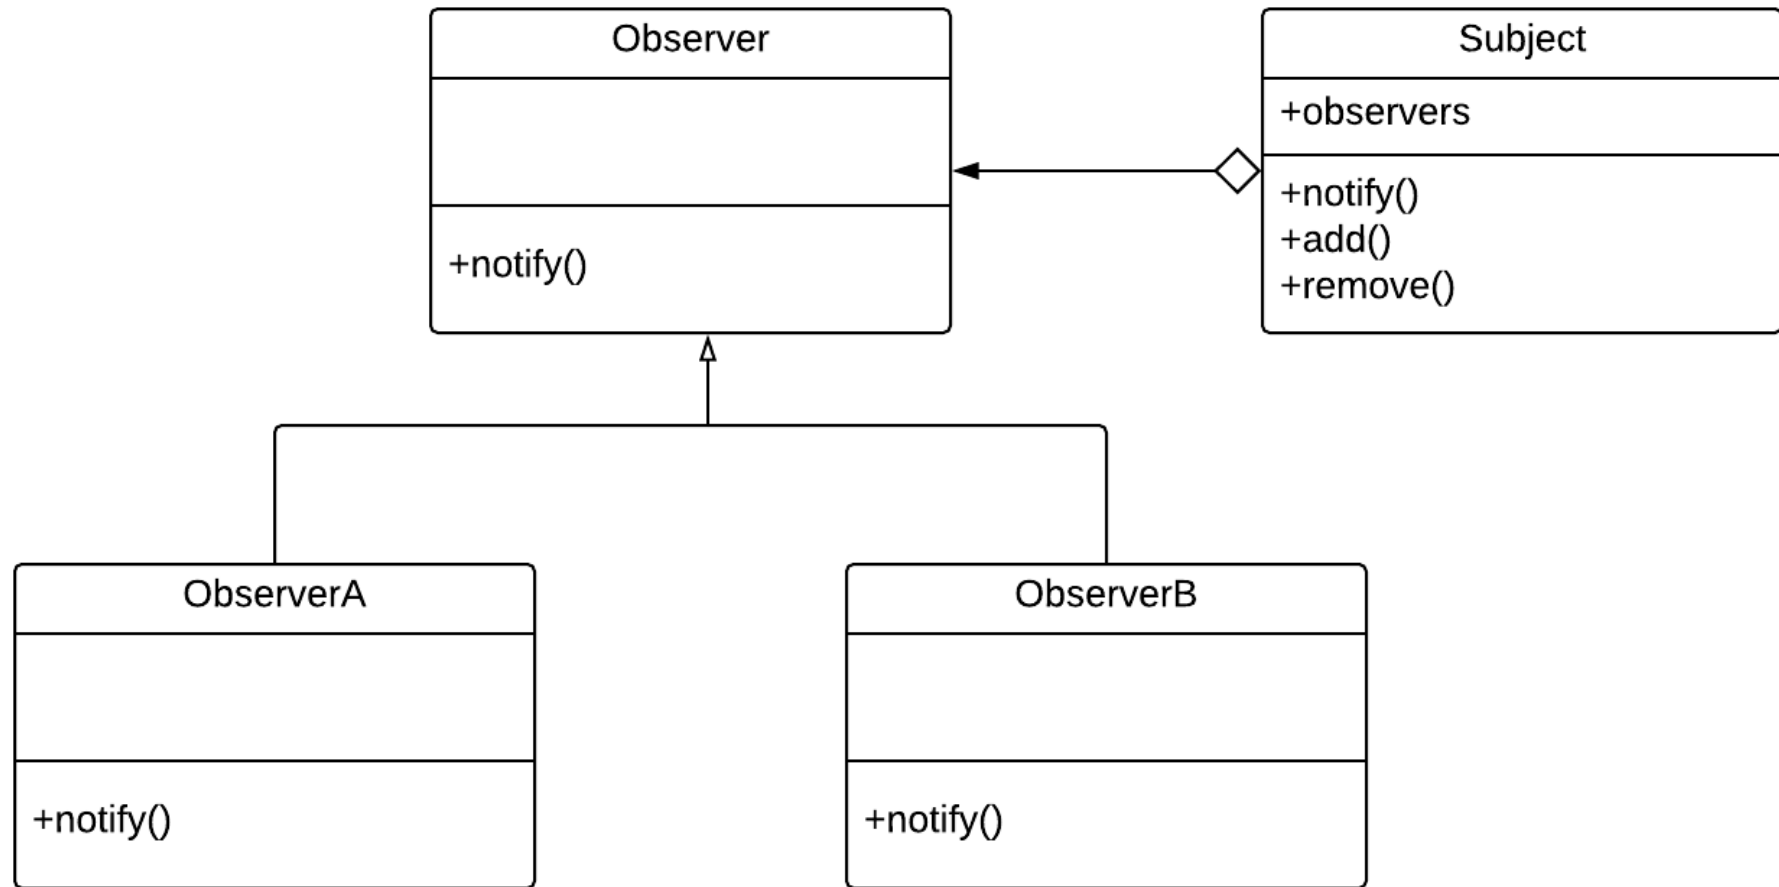 Observer
+notify()
Subject
+observers
+notify()
+add()
+remove()
ObserverA
+notify()
ObserverB
+notify()